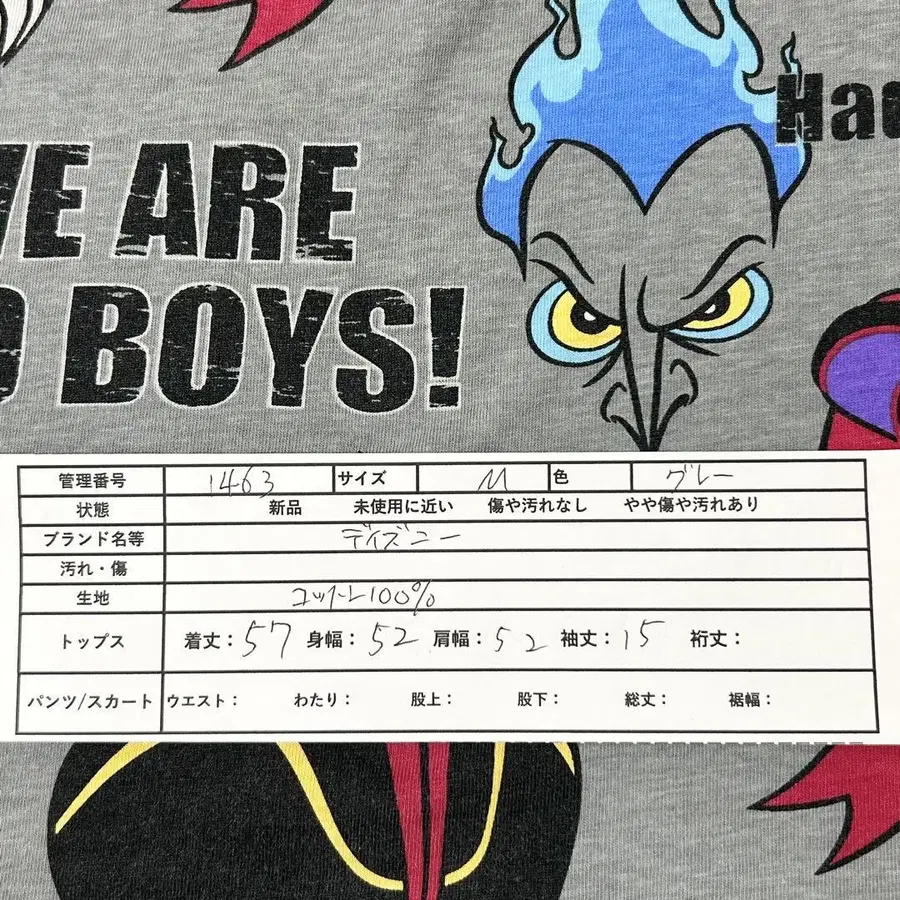 Had
WE ARE
BOYS!
管理番号 1463 サイズ M 色 グレー
状態 新品 未使用に近い 傷や汚れなし やや傷や汚れあり
ブランド名等 デイズニー
汚れ・傷
生地 コットン100%
トップス 着丈:57 身幅:52 肩幅:52 袖丈:15 裄丈:
パンツ/スカート ウエスト: わたり: 股上: 股下: 総丈: 裾幅: